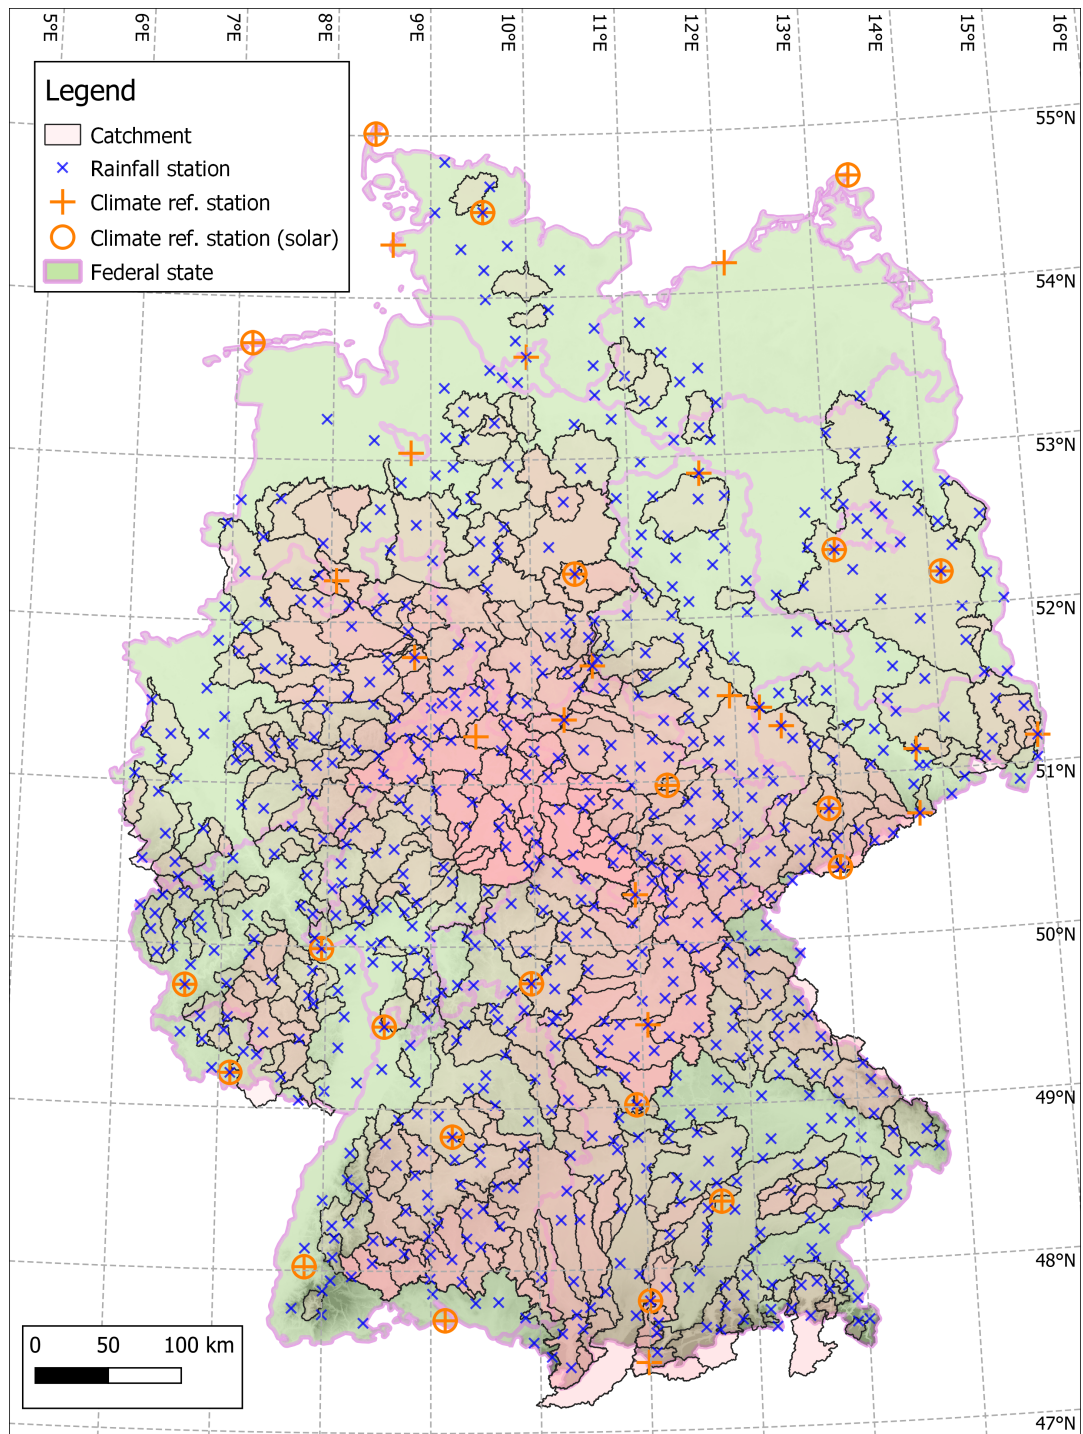 5°E 6°E 7°E 8°E 9°E 10°E 11°E 12°E 13°E 14°E 15°E 16°E
Legend
Catchment
Rainfall station
Climate ref. station
Climate ref. station (solar)
Federal state
55°N
54°N
53°N
52°N
51°N
50°N
49°N
48°N
47°N
0 50 100 km